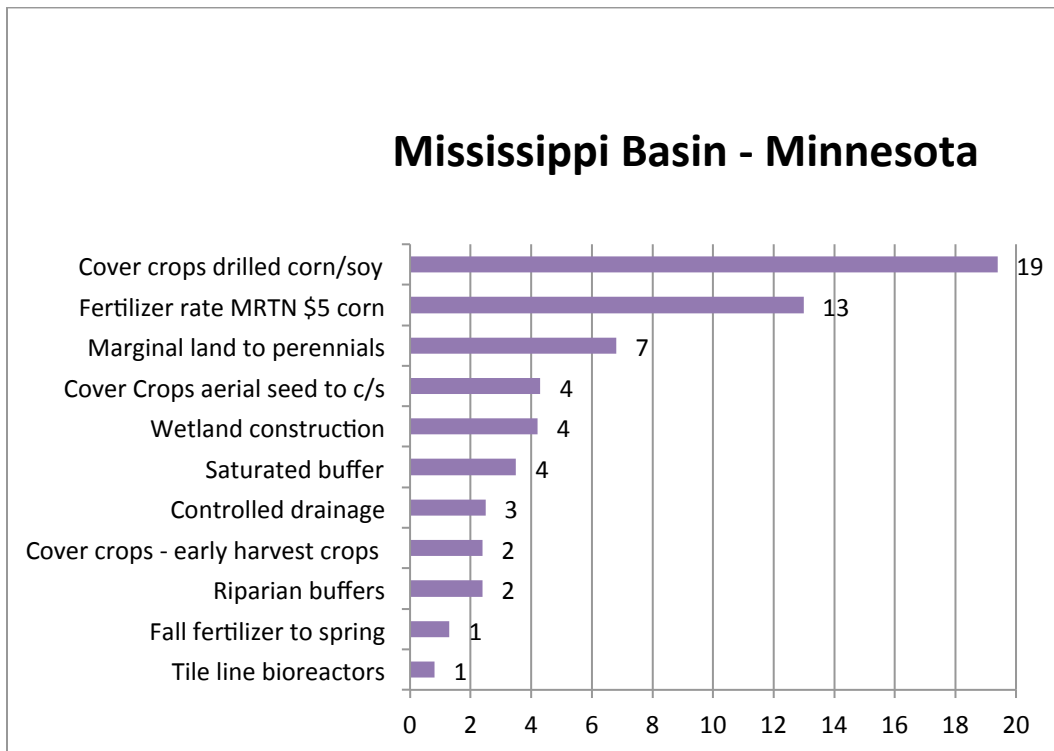 Mississippi Basin - Minnesota
Cover crops drilled corn/soy 19
Fertilizer rate MRTN $5 corn 13
Marginal land to perennials 7
Cover Crops aerial seed to c/s 4
Wetland construction 4
Saturated buffer 4
Controlled drainage 3
Cover crops - early harvest crops 2
Riparian buffers 2
Fall fertilizer to spring 1
Tile line bioreactors 1
0 2 4 6 8 10 12 14 16 18 20